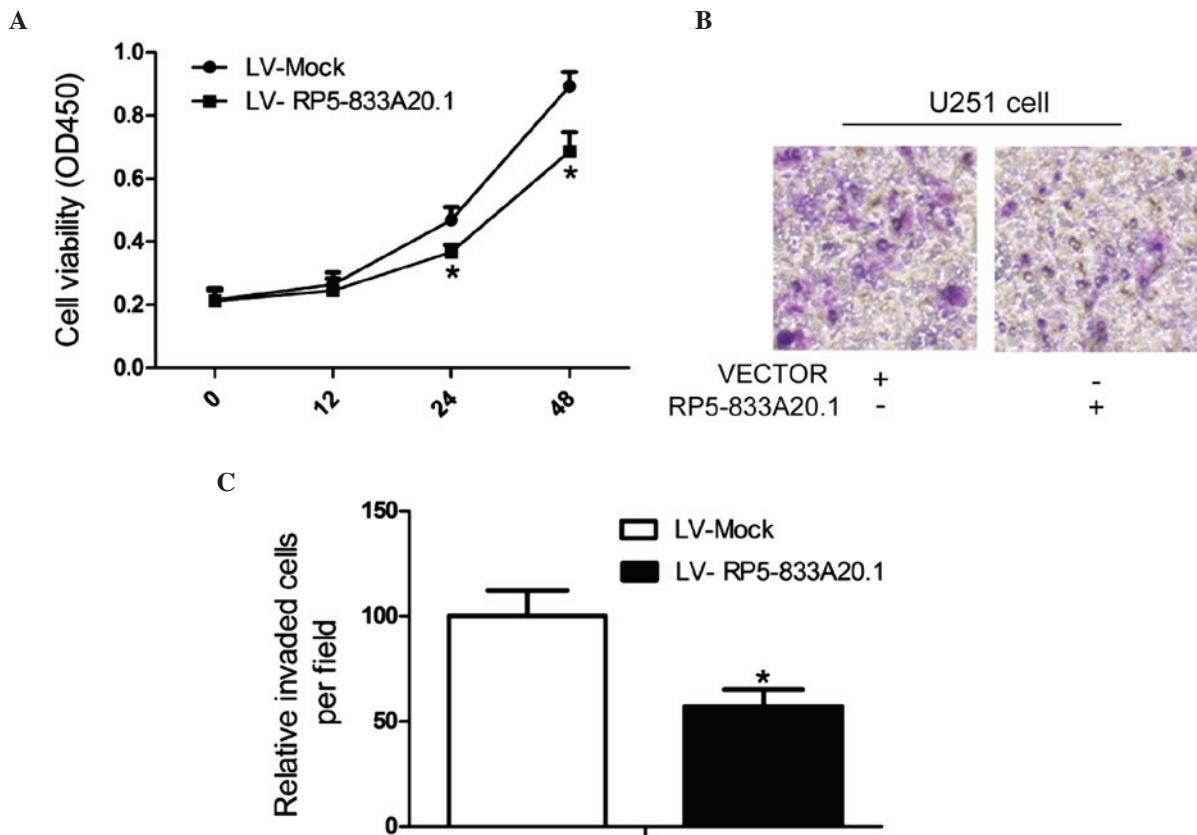 A
Cell viability (OD450)
1.0
0.8
0.6
0.4
0.2
0.0
LV-Mock
LV- RP5-833A20.1
*
*
0
12
24
48
B
U251 cell
VECTOR + -
RP5-833A20.1 - +
C
Relative invaded cells
per field
150
100
50
0
LV-Mock
LV- RP5-833A20.1
*